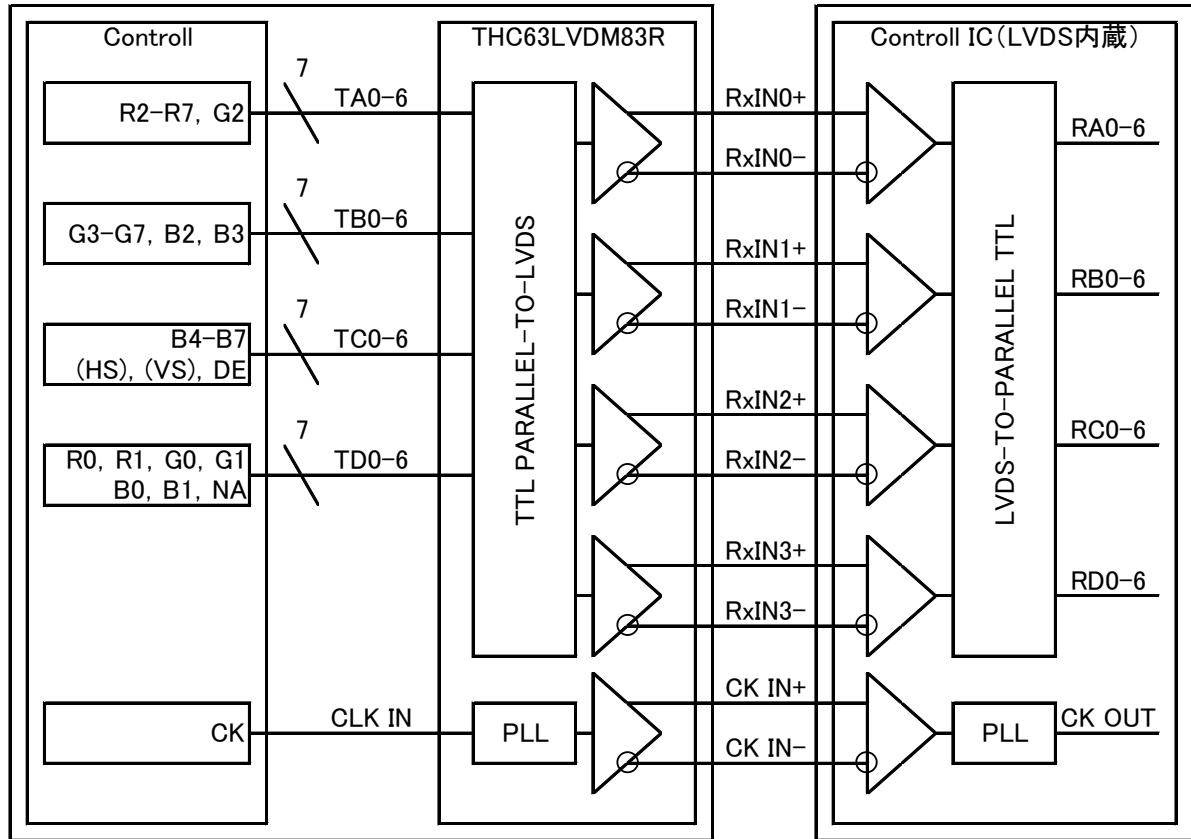 Controll
THC63LVDM83R
Controll IC(LVDS内蔵)
R2-R7, G2
7
TA0-6
RxIN0+
RxIN0-
RA0-6
G3-G7, B2, B3
7
TB0-6
RxIN1+
RxIN1-
RB0-6
B4-B7
(HS), (VS), DE
7
TC0-6
RxIN2+
RxIN2-
RC0-6
R0, R1, G0, G1
B0, B1, NA
7
TD0-6
RxIN3+
RxIN3-
RD0-6
TTL PARALLEL-TO-LVDS
LVDS-TO-PARALLEL TTL
CK
CLK IN
PLL
CK IN+
CK IN-
PLL
CK OUT